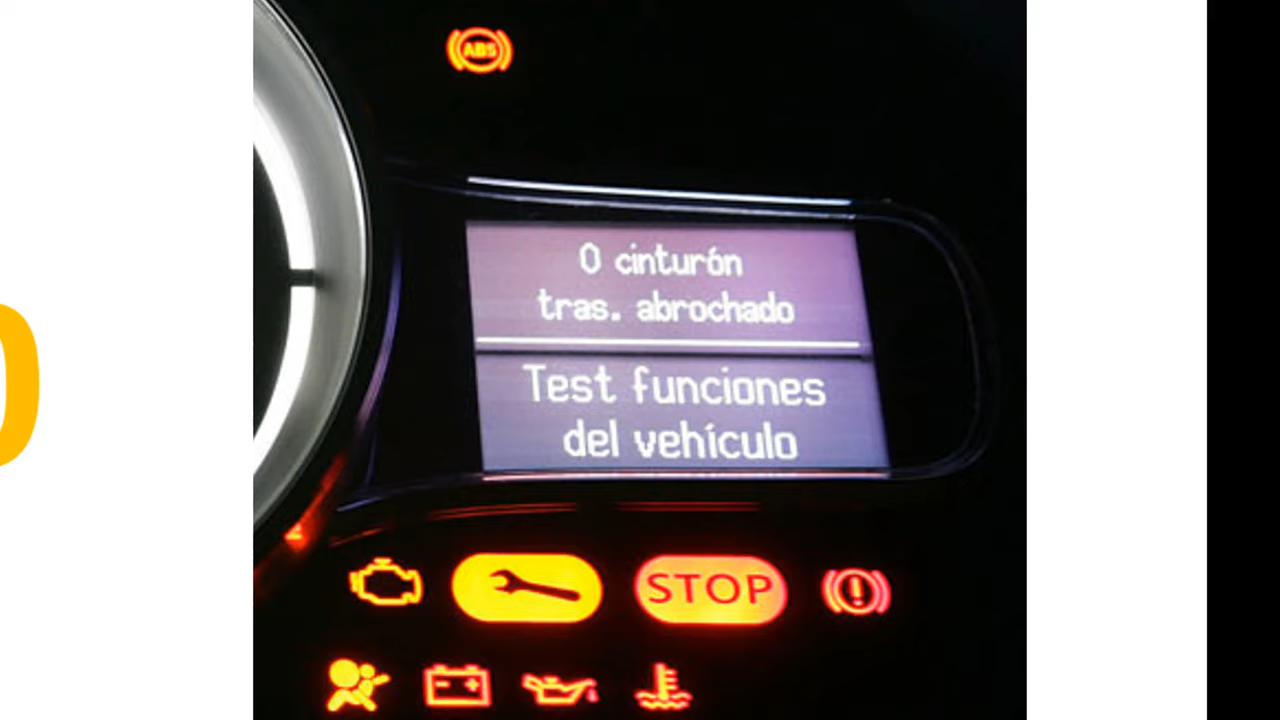 ABS
0 cinturón
tras. abrochado
Test funciones
del vehículo
STOP